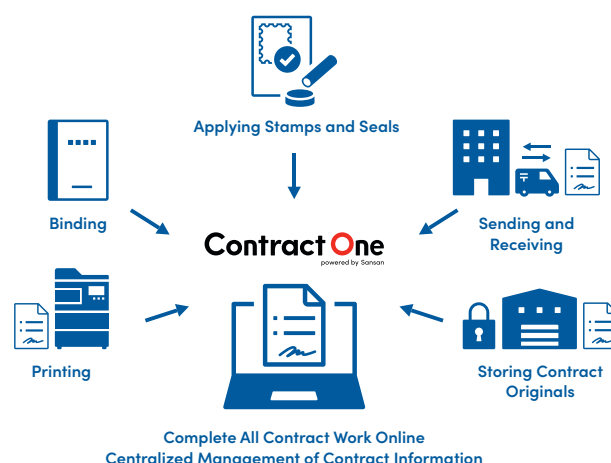 Applying Stamps and Seals
Binding
Sending and
Receiving
Contract One
powered by Sansan
Printing
Storing Contract
Originals
Complete All Contract Work Online
Centralized Management of Contract Information